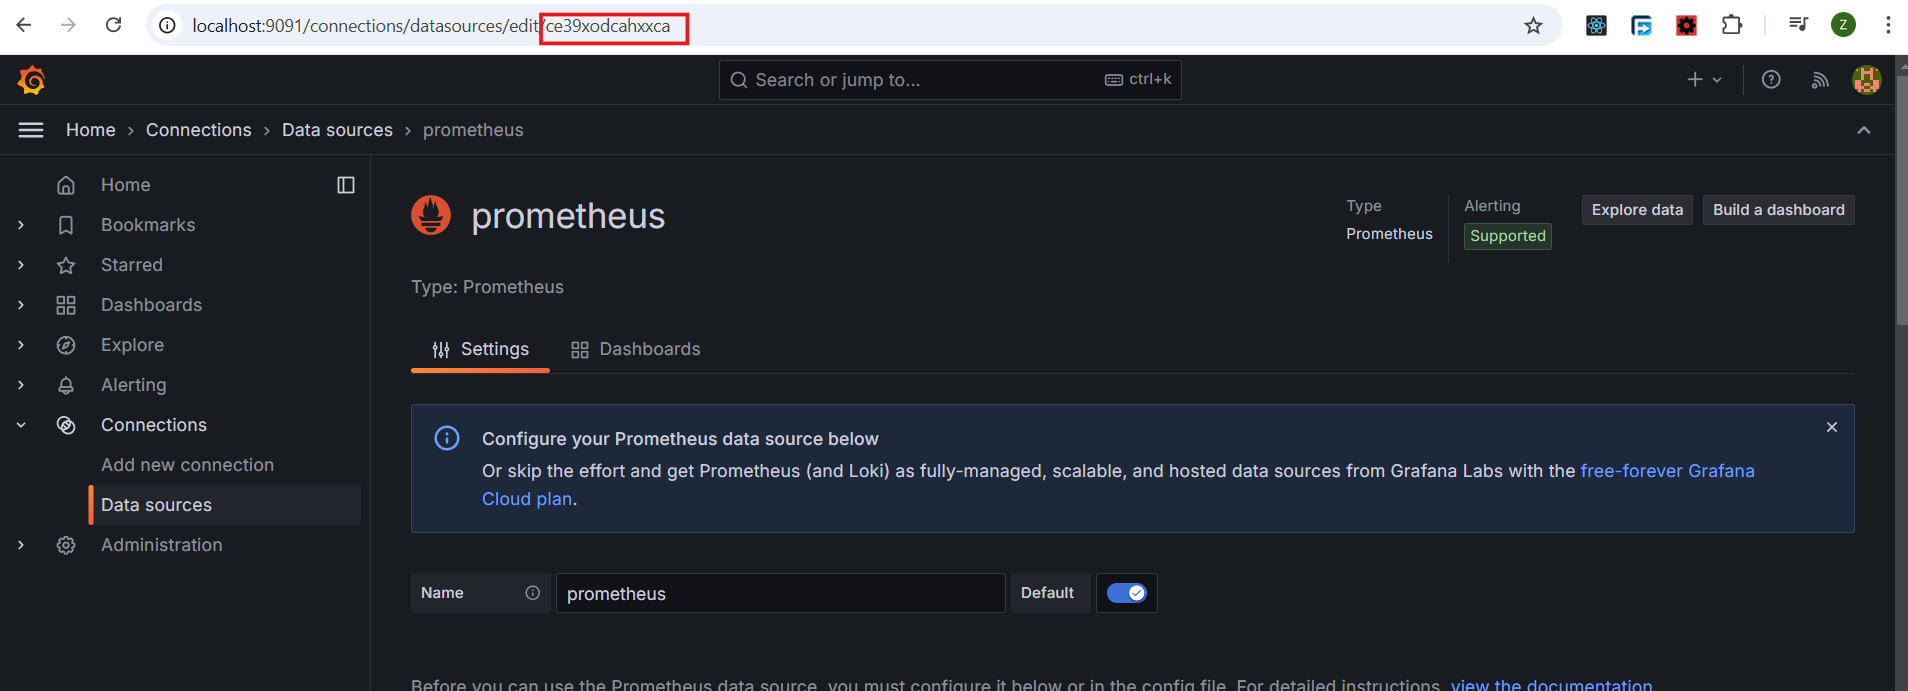 localhost:9091/connections/datasources/edit/ce39xodcahxxca
Z
Search or jump to...
ctrl+k
Home › Connections › Data sources › prometheus
Home
Bookmarks
Starred
Dashboards
Explore
Alerting
Connections
Add new connection
Data sources
Administration
prometheus
Type
Prometheus
Alerting
Supported
Explore data
Build a dashboard
Type: Prometheus
Settings
Dashboards
Configure your Prometheus data source below
Or skip the effort and get Prometheus (and Loki) as fully-managed, scalable, and hosted data sources from Grafana Labs with the free-forever Grafana
Cloud plan.
Name
prometheus
Default
Before you can use the Prometheus data source, you must configure it below or in the config file. For detailed instructions, view the documentation